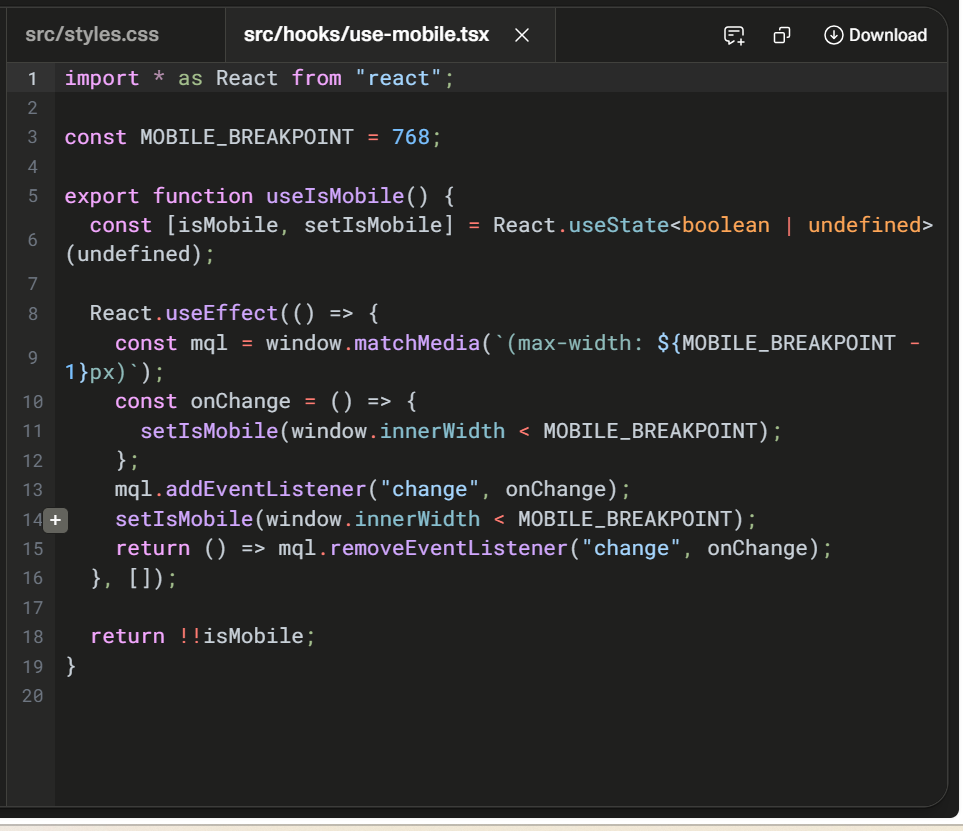 src/styles.css
src/hooks/use-mobile.tsx
Download
1 import * as React from "react";
2
3 const MOBILE_BREAKPOINT = 768;
4
5 export function useIsMobile() {
6   const [isMobile, setIsMobile] = React.useState<boolean | undefined>
(undefined);
7
8   React.useEffect(() => {
9     const mql = window.matchMedia(`(max-width: ${MOBILE_BREAKPOINT -
1}px)`);
10     const onChange = () => {
11       setIsMobile(window.innerWidth < MOBILE_BREAKPOINT);
12     };
13     mql.addEventListener("change", onChange);
14     setIsMobile(window.innerWidth < MOBILE_BREAKPOINT);
15     return () => mql.removeEventListener("change", onChange);
16   }, []);
17
18   return !!isMobile;
19 }
20